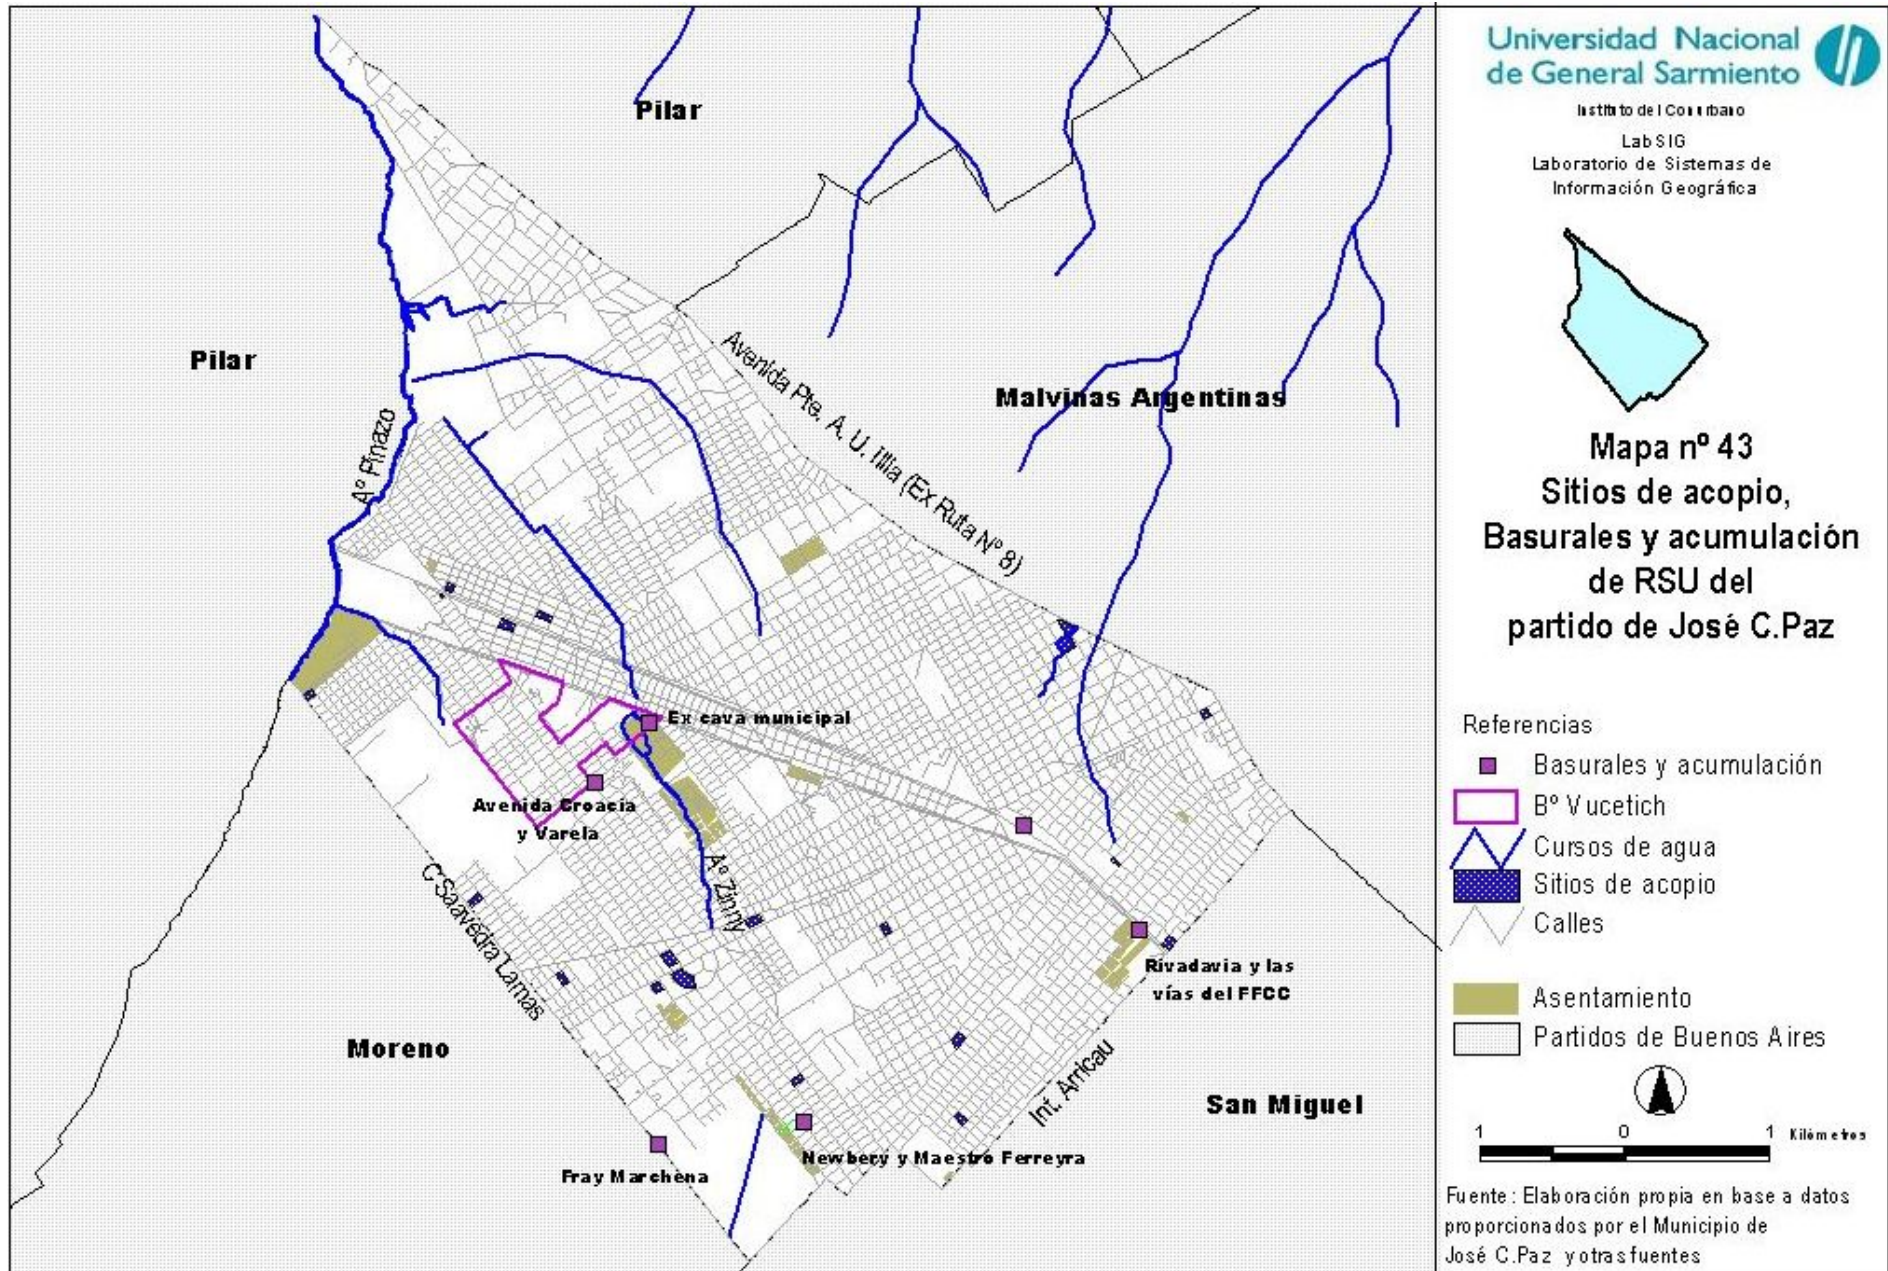 Pilar
Pilar
Avenida Pte. A. U. Illia (Ex Ruta Nº 8)
Malvinas Argentinas
Aº Pinazo
Ex cava municipal
Avenida Croacia
y Varela
Aº Zinny
C Saavedra Lamas
Rivadavia y las
vías del FFCC
Moreno
Int. Arricau
San Miguel
Newbery y Maestro Ferreyra
Fray Marchena
Universidad Nacional
de General Sarmiento
Instituto del Conurbano
LabSIG
Laboratorio de Sistemas de
Información Geográfica
Mapa nº 43
Sitios de acopio,
Basurales y acumulación
de RSU del
partido de José C.Paz
Referencias
Basurales y acumulación
Bº Vucetich
Cursos de agua
Sitios de acopio
Calles
Asentamiento
Partidos de Buenos Aires
1 0 1 Kilómetros
Fuente: Elaboración propia en base a datos
proporcionados por el Municipio de
José C.Paz y otras fuentes